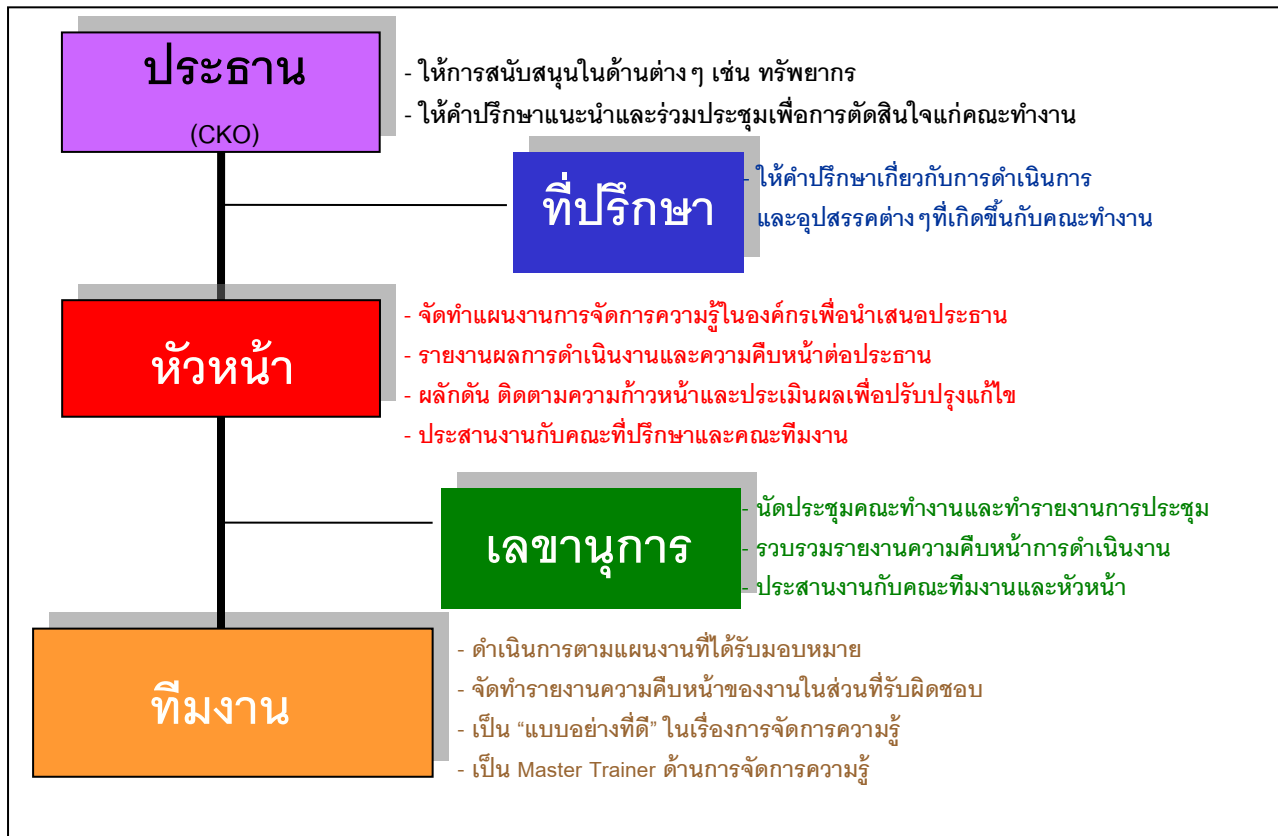 ประธาน
(CKO)
- ให้การสนับสนุนในด้านต่าง ๆ เช่น ทรัพยากร
- ให้คำปรึกษาแนะนำและร่วมประชุมเพื่อการตัดสินใจแก่คณะทำงาน
ที่ปรึกษา
- ให้คำปรึกษาเกี่ยวกับการดำเนินการ
และอุปสรรคต่าง ๆที่เกิดขึ้นกับคณะทำงาน
หัวหน้า
- จัดทำแผนงานการจัดการความรู้ในองค์กรเพื่อนำเสนอประธาน
- รายงานผลการดำเนินงานและความคืบหน้าต่อประธาน
- ผลักดัน ติดตามความก้าวหน้าและประเมินผลเพื่อปรับปรุงแก้ไข
- ประสานงานกับคณะที่ปรึกษาและคณะทีมงาน
เลขานุการ
- นัดประชุมคณะทำงานและทำรายงานการประชุม
- รวบรวมรายงานความคืบหน้าการดำเนินงาน
- ประสานงานกับคณะทีมงานและหัวหน้า
ทีมงาน
- ดำเนินการตามแผนงานที่ได้รับมอบหมาย
- จัดทำรายงานความคืบหน้าของงานในส่วนที่รับผิดชอบ
- เป็น “แบบอย่างที่ดี” ในเรื่องการจัดการความรู้
- เป็น Master Trainer ด้านการจัดการความรู้